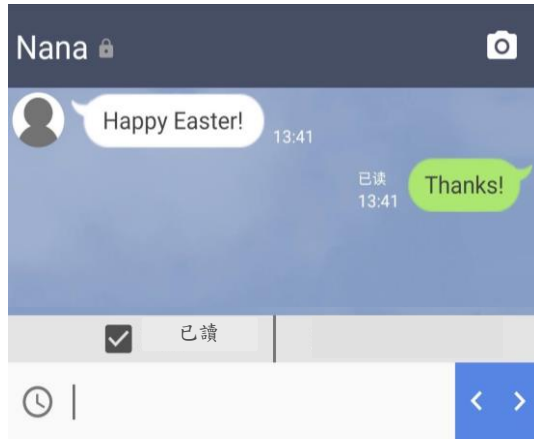 Nana
Happy Easter!
13:41
已读
13:41
Thanks!
已讀